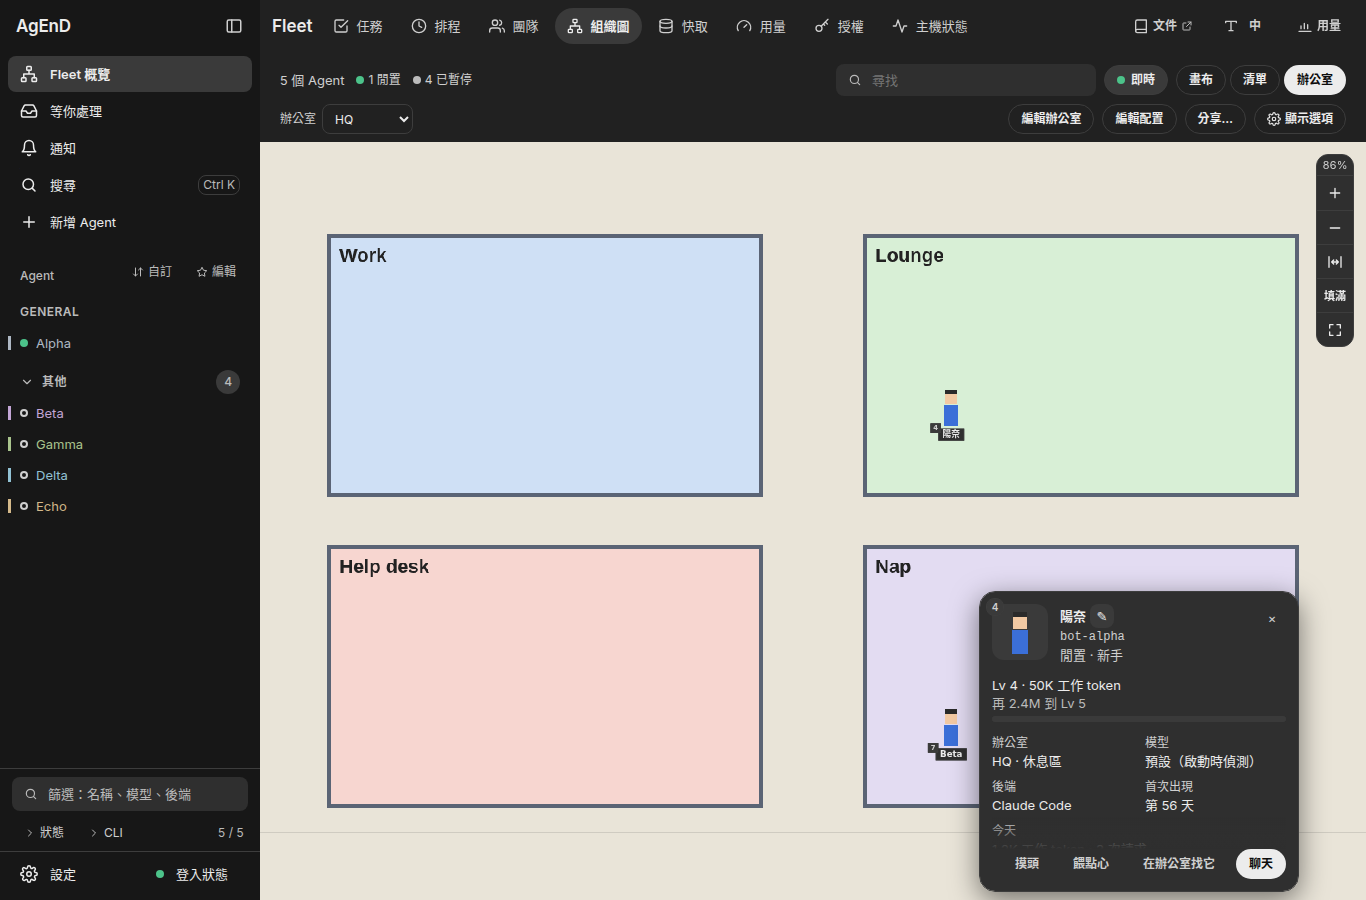 AgEnD
Fleet 概覽
等你處理
通知
搜尋 Ctrl K
新增 Agent
Agent 自訂 編輯
GENERAL
Alpha
其他 4
Beta
Gamma
Delta
Echo
篩選：名稱、模型、後端
狀態 CLI 5 / 5
設定 登入狀態
Fleet 任務 排程 團隊 組織圖 快取 用量 授權 主機狀態 文件 中 用量
5 個 Agent 1 閒置 4 已暫停 尋找 即時 畫布 清單 辦公室
辦公室 HQ 編輯辦公室 編輯配置 分享... 顯示選項
86%
填滿
Work
Lounge
4 陽奈
Help desk
Nap
7 Beta
4
陽奈
bot-alpha
閒置 · 新手
Lv 4 · 50K 工作 token
再 2.4M 到 Lv 5
辦公室 模型
HQ · 休息區 預設（啟動時偵測）
後端 首次出現
Claude Code 第 56 天
今天
摸頭 餵點心 在辦公室找它 聊天